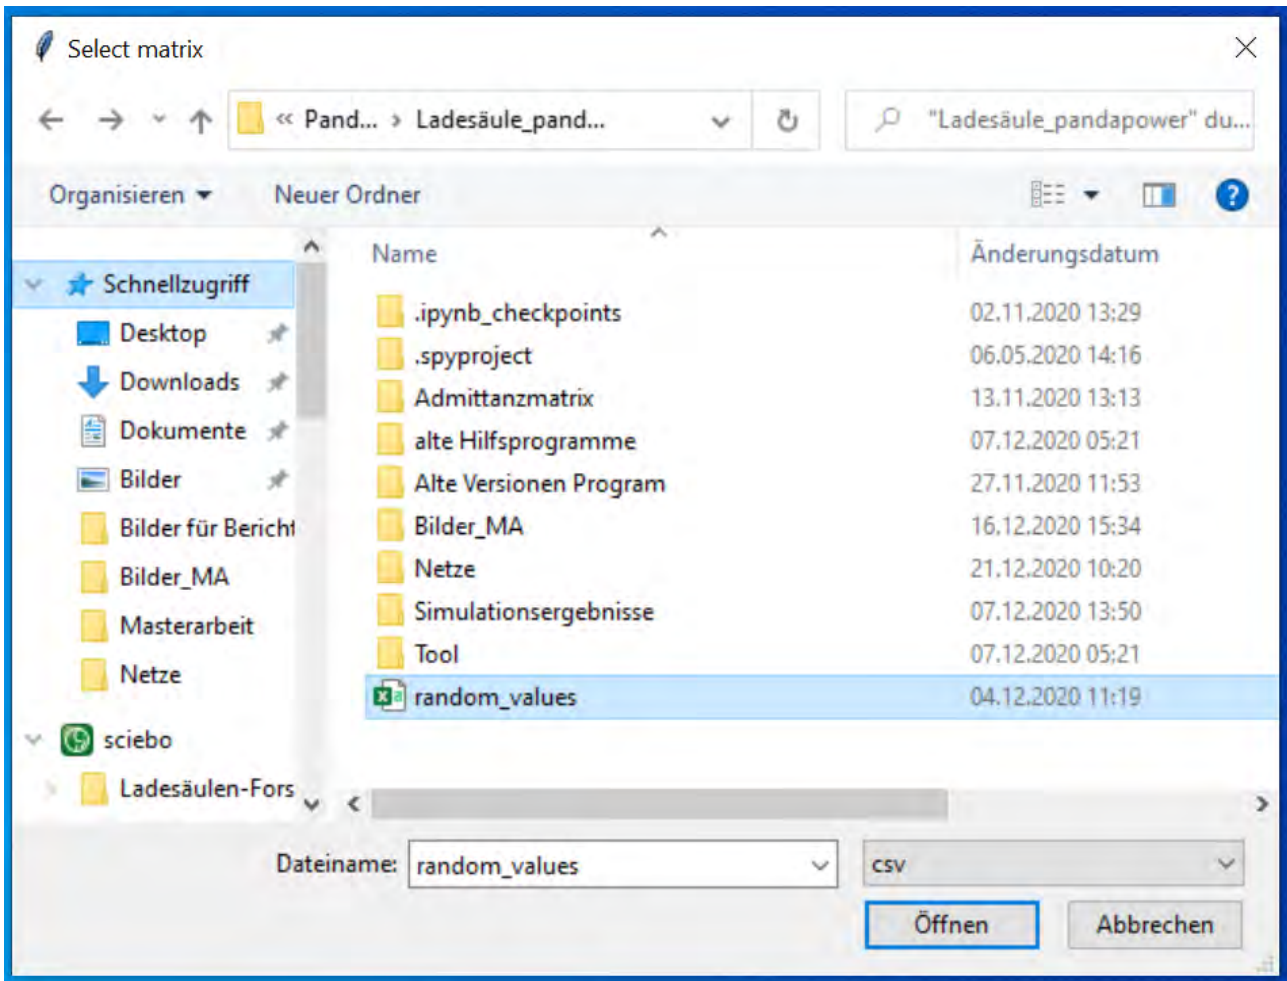 Select matrix
« Pand... › Ladesäule_pand...
"Ladesäule_pandapower" du...
Organisieren
Neuer Ordner
Name
Änderungsdatum
Schnellzugriff
Desktop
Downloads
Dokumente
Bilder
Bilder für Bericht
Bilder_MA
Masterarbeit
Netze
sciebo
Ladesäulen-Fors
.ipynb_checkpoints 02.11.2020 13:29
.spyproject 06.05.2020 14:16
Admittanzmatrix 13.11.2020 13:13
alte Hilfsprogramme 07.12.2020 05:21
Alte Versionen Program 27.11.2020 11:53
Bilder_MA 16.12.2020 15:34
Netze 21.12.2020 10:20
Simulationsergebnisse 07.12.2020 13:50
Tool 07.12.2020 05:21
random_values 04.12.2020 11:19
Dateiname: random_values
csv
Öffnen
Abbrechen